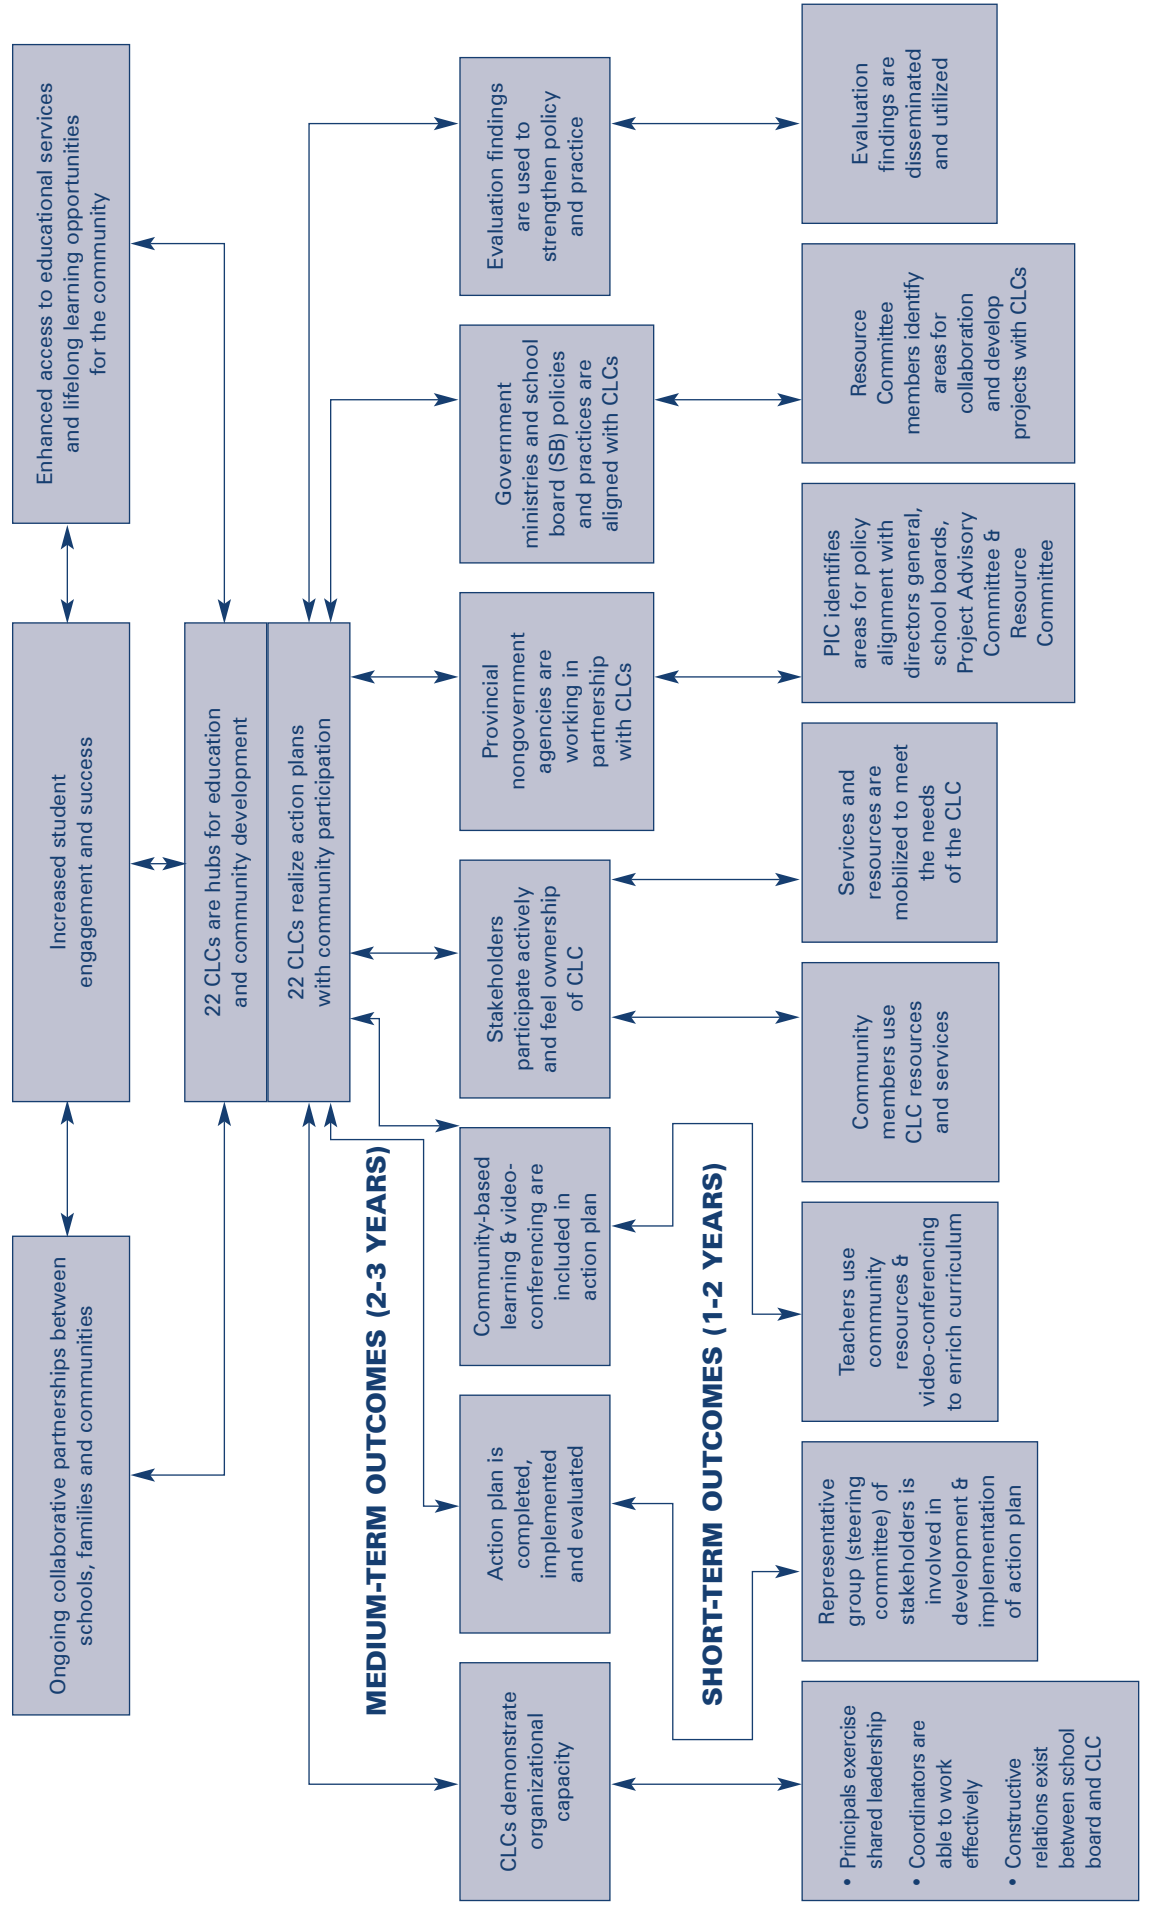 Ongoing collaborative partnerships between
schools, families and communities
Increased student
engagement and success
Enhanced access to educational services
and lifelong learning opportunities
for the community
22 CLCs are hubs for education
and community development
22 CLCs realize action plans
with community participation
MEDIUM-TERM OUTCOMES (2-3 YEARS)
CLCs demonstrate
organizational
capacity
Action plan is
completed,
implemented
and evaluated
Community-based
learning & video-
conferencing are
included in
action plan
Stakeholders
participate actively
and feel ownership
of CLC
Provincial
nongovernment
agencies are
working in
partnership
with CLCs
Government
ministries and school
board (SB) policies
and practices are
aligned with CLCs
Evaluation findings
are used to
strengthen policy
and practice
SHORT-TERM OUTCOMES (1-2 YEARS)
• Principals exercise
shared leadership
• Coordinators are
able to work
effectively
• Constructive
relations exist
between school
board and CLC
Representative
group (steering
committee) of
stakeholders is
involved in
development &
implementation
of action plan
Teachers use
community
resources &
video-conferencing
to enrich curriculum
Community
members use
CLC resources
and services
Services and
resources are
mobilized to meet
the needs
of the CLC
PIC identifies
areas for policy
alignment with
directors general,
school boards,
Project Advisory
Committee &
Resource
Committee
Resource
Committee
members identify
areas for
collaboration
and develop
projects with CLCs
Evaluation
findings are
disseminated
and utilized